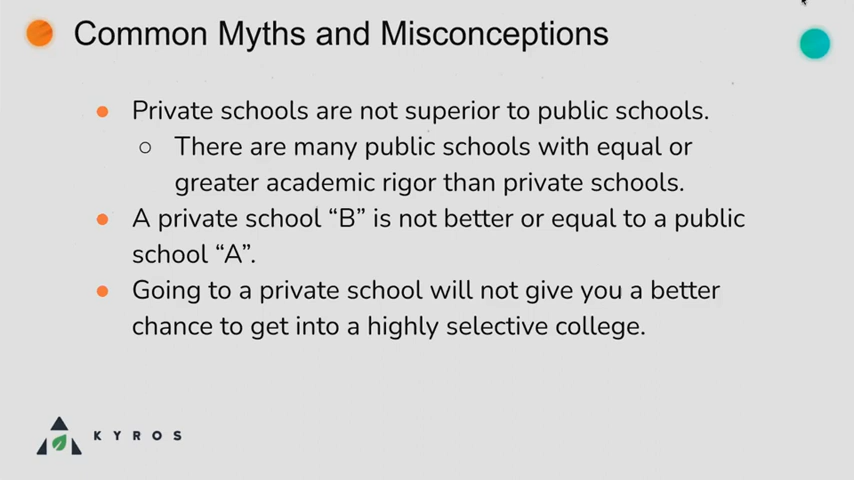 Common Myths and Misconceptions
Private schools are not superior to public schools.
There are many public schools with equal or
greater academic rigor than private schools.
A private school “B” is not better or equal to a public
school “A”.
Going to a private school will not give you a better
chance to get into a highly selective college.
KYROS